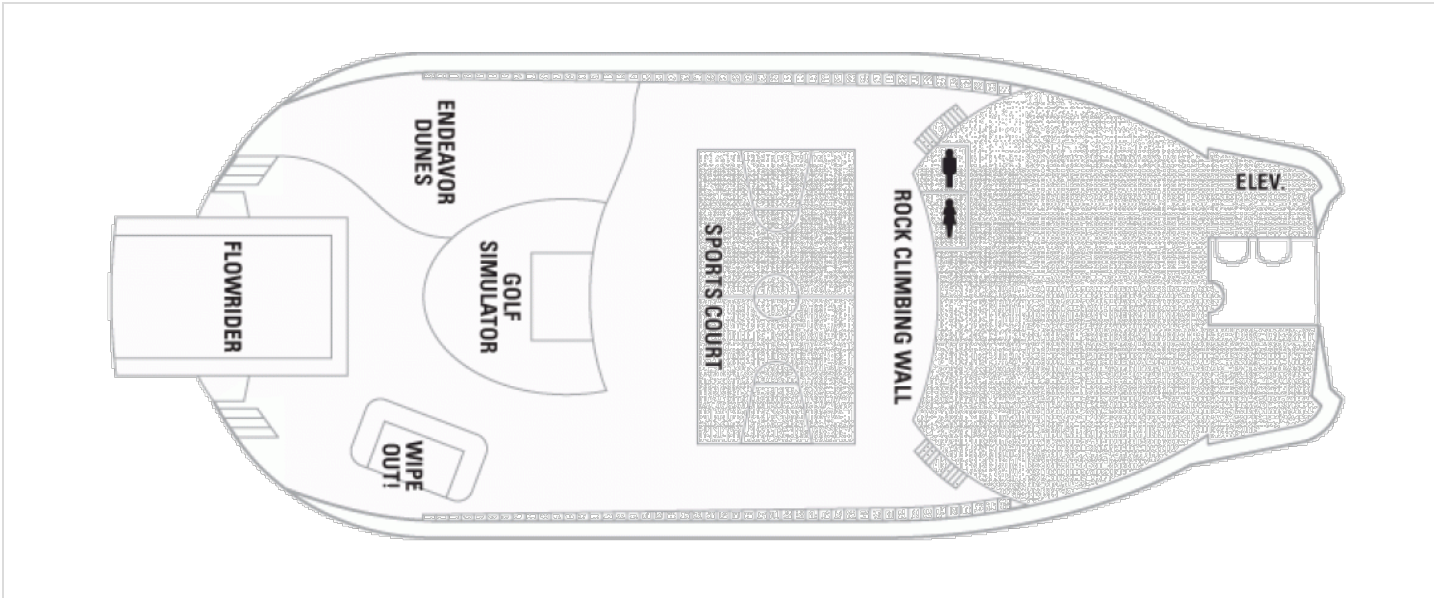 ENDEAVOR
DUNES
FLOWRIDER
GOLF
SIMULATOR
WIPE
OUT!
SPORTS COURT
ROCK CLIMBING WALL
ELEV.